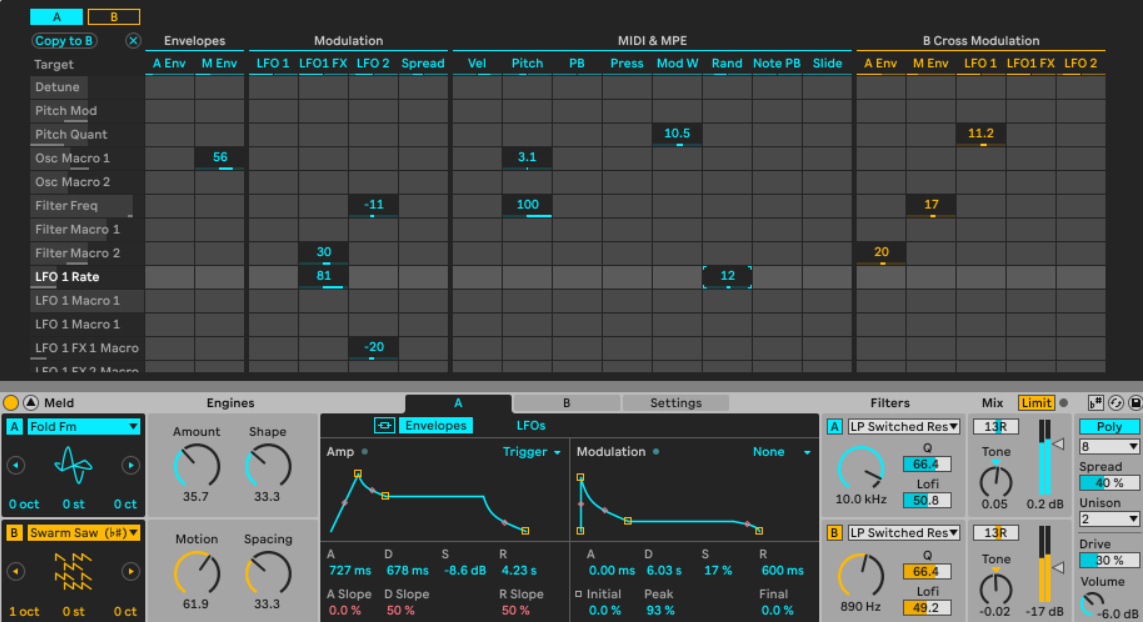 A B
Copy to B Envelopes Modulation MIDI & MPE B Cross Modulation
Target A Env M Env LFO 1 LFO1 FX LFO 2 Spread Vel Pitch PB Press Mod W Rand Note PB Slide A Env M Env LFO 1 LFO1 FX LFO 2
Detune
Pitch Mod
Pitch Quant 10.5 11.2
Osc Macro 1 56 3.1
Osc Macro 2
Filter Freq -11 100 17
Filter Macro 1
Filter Macro 2 30 20
LFO 1 Rate 81 12
LFO 1 Macro 1
LFO 1 Macro 1
LFO 1 FX 1 Macro -20
LFO 1 FX 2 Macro
Meld Engines A B Settings Filters Mix Limit b#
A Fold Fm Amount Shape Envelopes LFOs A LP Switched Res 13R Poly
Amp Trigger Modulation None Q Tone 8
66.4 Spread
35.7 33.3 Lofi 40 %
0 oct 0 st 0 ct 10.0 kHz 50.8 0.05 0.2 dB Unison
2
B Swarm Saw (b#) Motion Spacing B LP Switched Res 13R
A D S R A D S R Q Tone Drive
727 ms 678 ms -8.6 dB 4.23 s 0.00 ms 6.03 s 17 % 600 ms 66.4 30 %
A Slope D Slope R Slope Initial Peak Final Lofi Volume
61.9 33.3 890 Hz 49.2 -0.02 -17 dB
1 oct 0 st 0 ct 0.0 % 50 % 50 % 0.0 % 93 % 0.0 % -6.0 dB